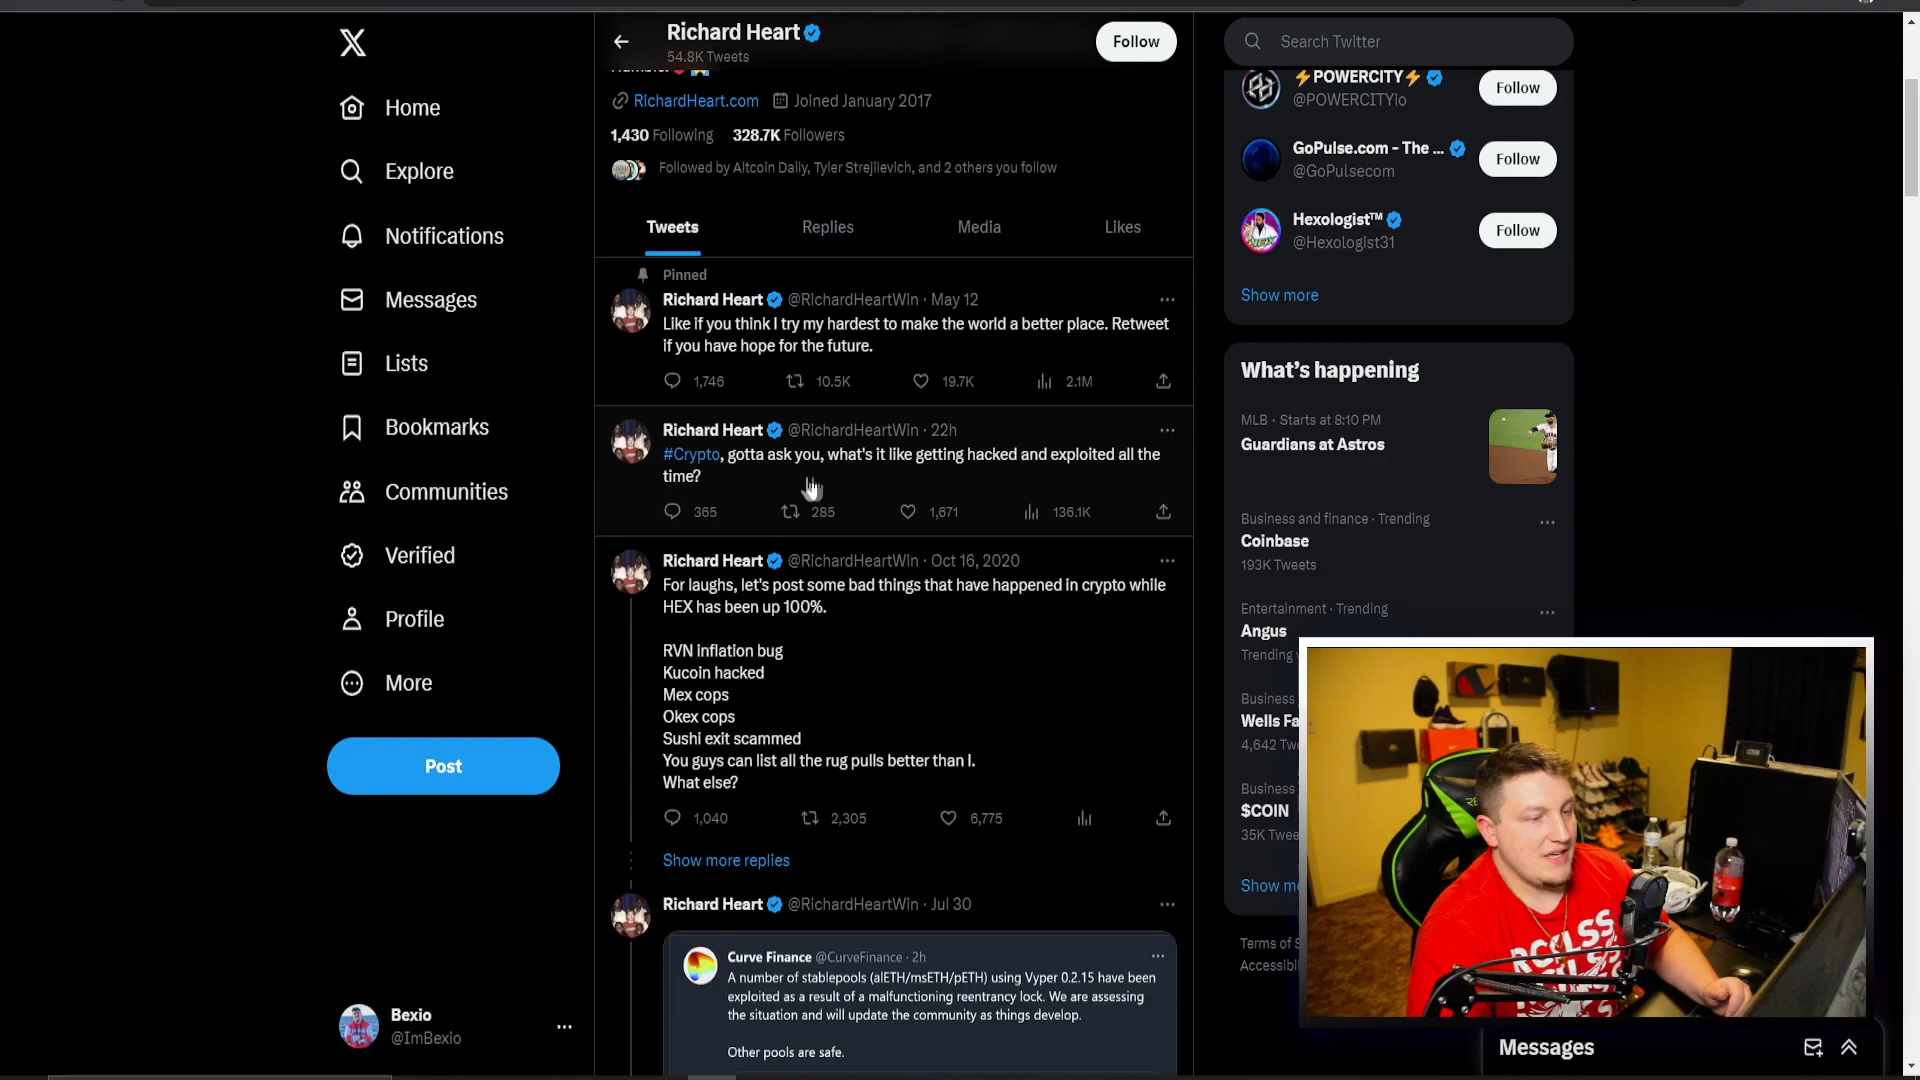 Home
Explore
Notifications
Messages
Lists
Bookmarks
Communities
Verified
Profile
More
Post
Bexio
@ImBexio
Richard Heart
54.8K Tweets
Follow
RichardHeart.com Joined January 2017
1,430 Following 328.7K Followers
Followed by Altcoin Daily, Tyler Strejilevich, and 2 others you follow
Tweets Replies Media Likes
Pinned
Richard Heart @RichardHeartWin · May 12
Like if you think I try my hardest to make the world a better place. Retweet
if you have hope for the future.
1,746 10.5K 19.7K 2.1M
Richard Heart @RichardHeartWin · 22h
#Crypto, gotta ask you, what's it like getting hacked and exploited all the
time?
365 285 1,671 136.1K
Richard Heart @RichardHeartWin · Oct 16, 2020
For laughs, let's post some bad things that have happened in crypto while
HEX has been up 100%.
RVN inflation bug
Kucoin hacked
Mex cops
Okex cops
Sushi exit scammed
You guys can list all the rug pulls better than I.
What else?
1,040 2,305 6,775
Show more replies
Richard Heart @RichardHeartWin · Jul 30
Curve Finance @CurveFinance · 2h
A number of stablepools (alETH/msETH/pETH) using Vyper 0.2.15 have been
exploited as a result of a malfunctioning reentrancy lock. We are assessing
the situation and will update the community as things develop.
Other pools are safe.
Search Twitter
⚡POWERCITY⚡
@POWERCITYio
Follow
GoPulse.com - The ...
@GoPulsecom
Follow
Hexologist™
@Hexologist31
Follow
Show more
What's happening
MLB · Starts at 8:10 PM
Guardians at Astros
Business and finance · Trending
Coinbase
193K Tweets
Entertainment · Trending
Angus
Trending
Business
Wells Fa
4,642 Twe
Business
$COIN
35K Twee
Show mo
Terms of S
Accessibil
Messages